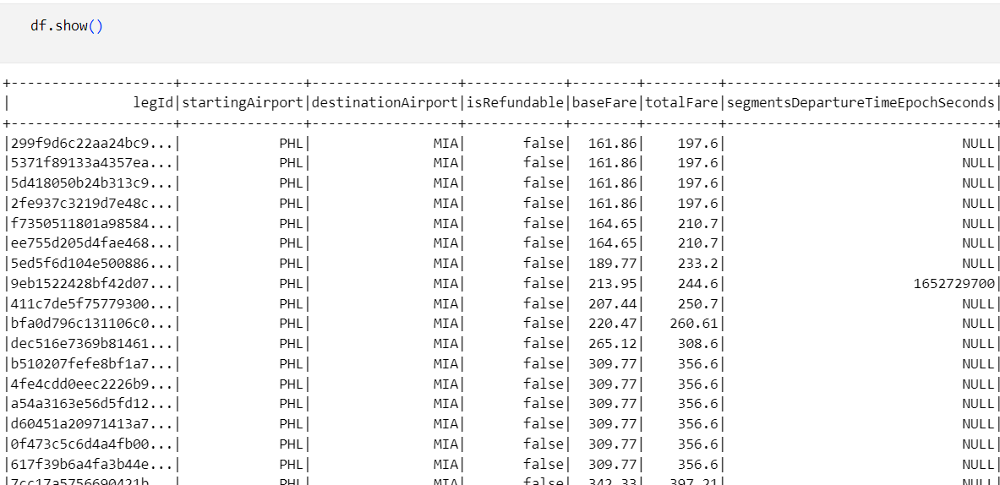 df.show()
+--------------------+---------------+------------------+------------+--------+---------+---------------------------------+
|               legId|startingAirport|destinationAirport|isRefundable|baseFare|totalFare|segmentsDepartureTimeEpochSeconds|
+--------------------+---------------+------------------+------------+--------+---------+---------------------------------+
|299f9d6c22aa24bc9...|            PHL|               MIA|       false|  161.86|    197.6|                             NULL|
|5371f89133a4357ea...|            PHL|               MIA|       false|  161.86|    197.6|                             NULL|
|5d418050b24b313c9...|            PHL|               MIA|       false|  161.86|    197.6|                             NULL|
|2fe937c3219d7e48c...|            PHL|               MIA|       false|  161.86|    197.6|                             NULL|
|f7350511801a98584...|            PHL|               MIA|       false|  164.65|    210.7|                             NULL|
|ee755d205d4fae468...|            PHL|               MIA|       false|  164.65|    210.7|                             NULL|
|5ed5f6d104e500886...|            PHL|               MIA|       false|  189.77|    233.2|                             NULL|
|9eb1522428bf42d07...|            PHL|               MIA|       false|  213.95|    244.6|                       1652729700|
|411c7de5f75779300...|            PHL|               MIA|       false|  207.44|    250.7|                             NULL|
|bfa0d796c131106c0...|            PHL|               MIA|       false|  220.47|   260.61|                             NULL|
|dec516e7369b81461...|            PHL|               MIA|       false|  265.12|    308.6|                             NULL|
|b510207fefe8bf1a7...|            PHL|               MIA|       false|  309.77|    356.6|                             NULL|
|4fe4cdd0eec2226b9...|            PHL|               MIA|       false|  309.77|    356.6|                             NULL|
|a54a3163e56d5fd12...|            PHL|               MIA|       false|  309.77|    356.6|                             NULL|
|d60451a20971413a7...|            PHL|               MIA|       false|  309.77|    356.6|                             NULL|
|0f473c5c6d4a4fb00...|            PHL|               MIA|       false|  309.77|    356.6|                             NULL|
|617f39b6a4fa3b44e...|            PHL|               MIA|       false|  309.77|    356.6|                             NULL|
|7cc17a5756690421b...|            PHL|               MIA|       false|  342.33|   397.21|                             NULL|